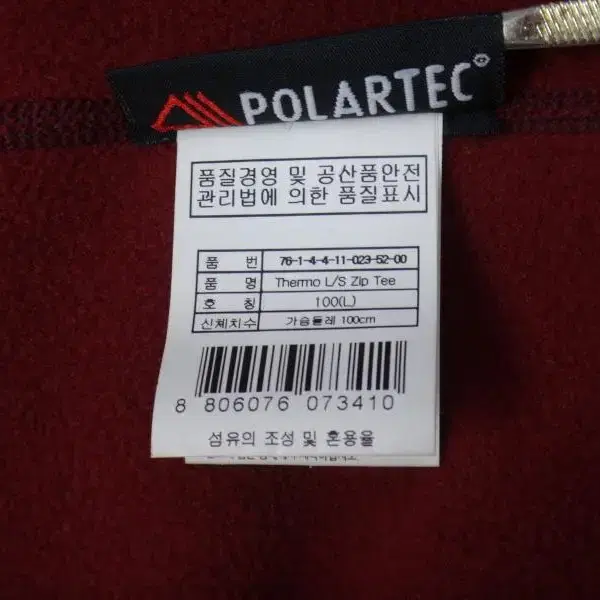 POLARTEC®
품질경영 및 공산품안전
관리법에 의한 품질표시
품 번 76-1-4-4-11-023-52-00
품 명 Thermo L/S Zip Tee
호 칭 100(L)
신체치수 가슴둘레 100cm
8 806076 073410
섬유의 조성 및 혼용율